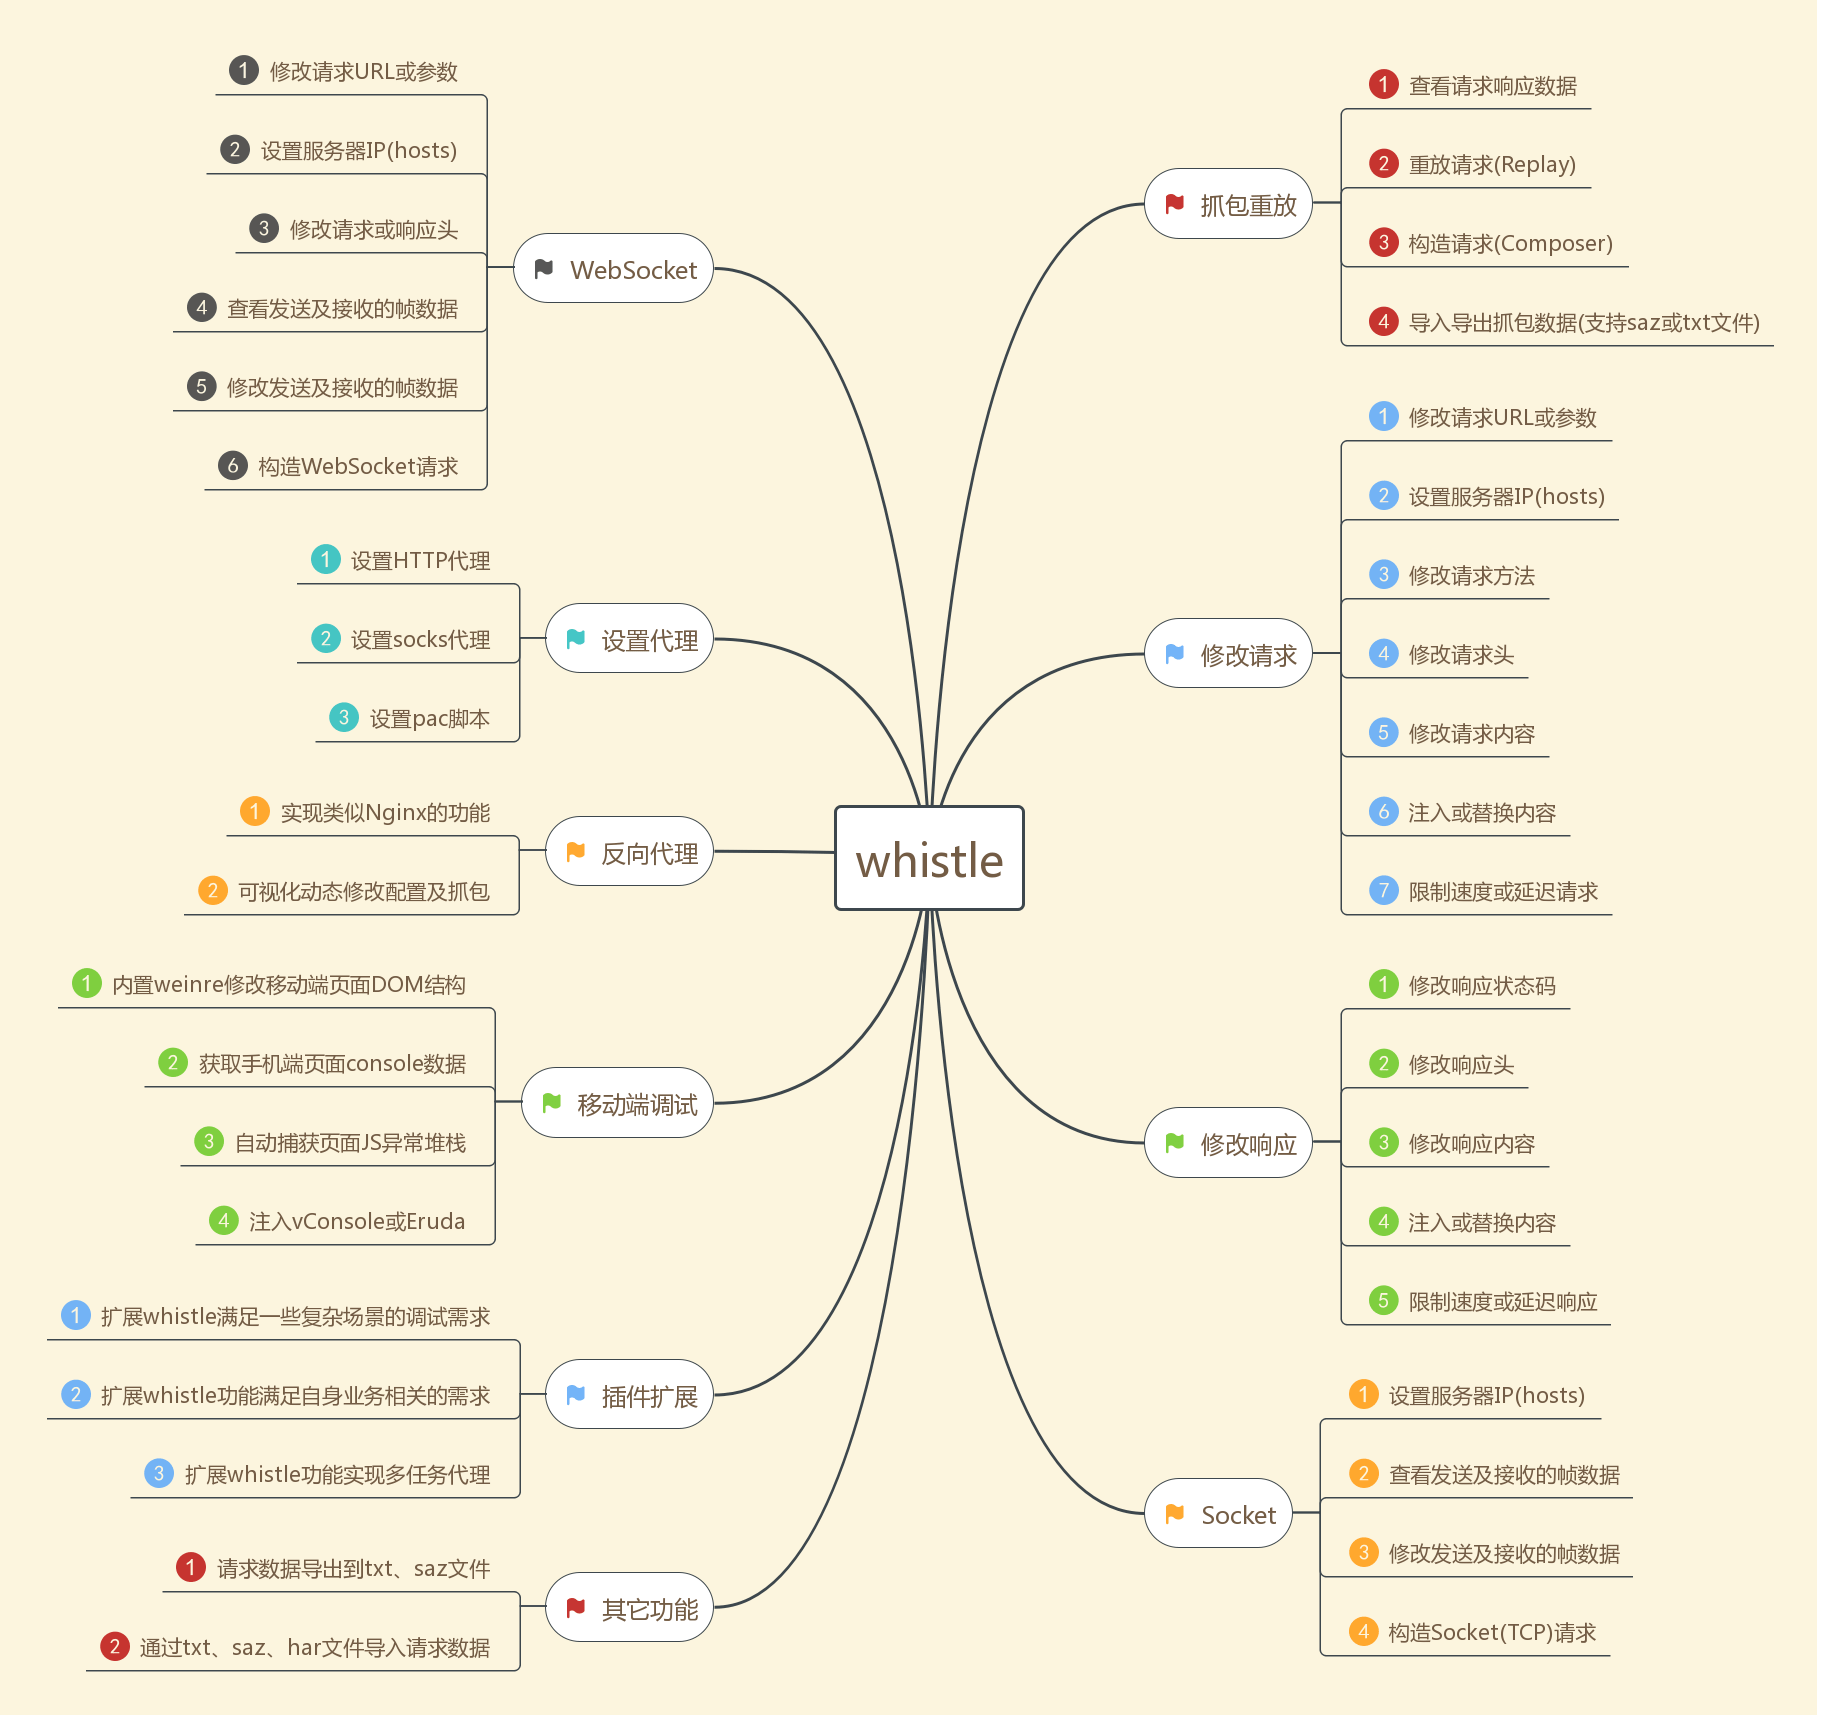 whistle
抓包重放
1 查看请求响应数据
2 重放请求(Replay)
3 构造请求(Composer)
4 导入导出抓包数据(支持saz或txt文件)
修改请求
1 修改请求URL或参数
2 设置服务器IP(hosts)
3 修改请求方法
4 修改请求头
5 修改请求内容
6 注入或替换内容
7 限制速度或延迟请求
修改响应
1 修改响应状态码
2 修改响应头
3 修改响应内容
4 注入或替换内容
5 限制速度或延迟响应
Socket
1 设置服务器IP(hosts)
2 查看发送及接收的帧数据
3 修改发送及接收的帧数据
4 构造Socket(TCP)请求
WebSocket
1 修改请求URL或参数
2 设置服务器IP(hosts)
3 修改请求或响应头
4 查看发送及接收的帧数据
5 修改发送及接收的帧数据
6 构造WebSocket请求
设置代理
1 设置HTTP代理
2 设置socks代理
3 设置pac脚本
反向代理
1 实现类似Nginx的功能
2 可视化动态修改配置及抓包
移动端调试
1 内置weinre修改移动端页面DOM结构
2 获取手机端页面console数据
3 自动捕获页面JS异常堆栈
4 注入vConsole或Eruda
插件扩展
1 扩展whistle满足一些复杂场景的调试需求
2 扩展whistle功能满足自身业务相关的需求
3 扩展whistle功能实现多任务代理
其它功能
1 请求数据导出到txt、saz文件
2 通过txt、saz、har文件导入请求数据